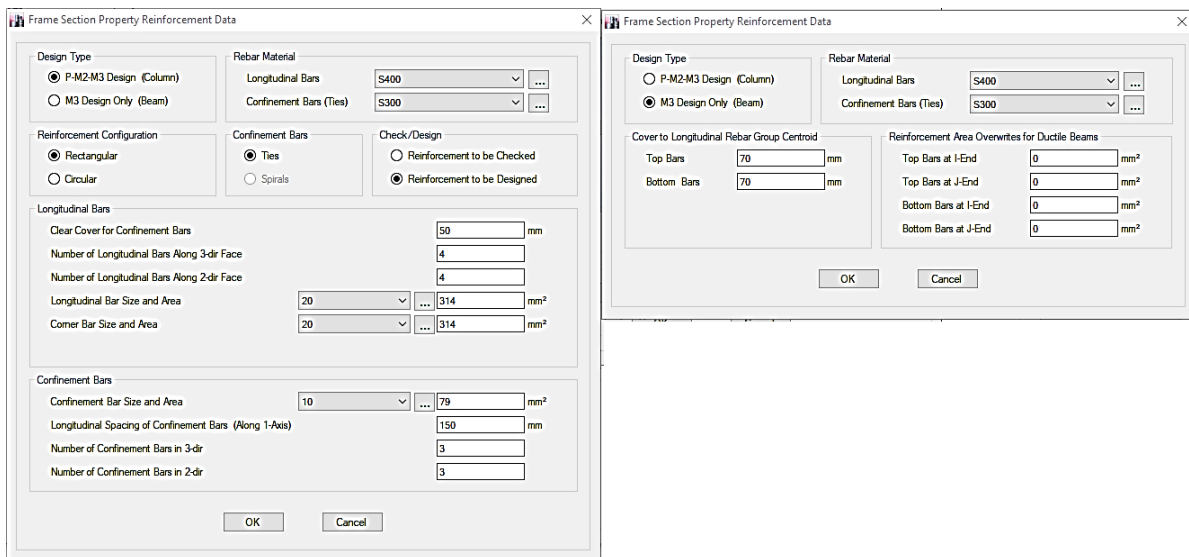 Frame Section Property Reinforcement Data
Design Type
P-M2-M3 Design (Column)
M3 Design Only (Beam)
Rebar Material
Longitudinal Bars S400 ...
Confinement Bars (Ties) S300 ...
Reinforcement Configuration
Rectangular
Circular
Confinement Bars
Ties
Spirals
Check/Design
Reinforcement to be Checked
Reinforcement to be Designed
Longitudinal Bars
Clear Cover for Confinement Bars 50 mm
Number of Longitudinal Bars Along 3-dir Face 4
Number of Longitudinal Bars Along 2-dir Face 4
Longitudinal Bar Size and Area 20 ... 314 mm²
Corner Bar Size and Area 20 ... 314 mm²
Confinement Bars
Confinement Bar Size and Area 10 ... 79 mm²
Longitudinal Spacing of Confinement Bars (Along 1-Axis) 150 mm
Number of Confinement Bars in 3-dir 3
Number of Confinement Bars in 2-dir 3
OK Cancel
Frame Section Property Reinforcement Data
Design Type
P-M2-M3 Design (Column)
M3 Design Only (Beam)
Rebar Material
Longitudinal Bars S400 ...
Confinement Bars (Ties) S300 ...
Cover to Longitudinal Rebar Group Centroid
Top Bars 70 mm
Bottom Bars 70 mm
Reinforcement Area Overwrites for Ductile Beams
Top Bars at I-End 0 mm²
Top Bars at J-End 0 mm²
Bottom Bars at I-End 0 mm²
Bottom Bars at J-End 0 mm²
OK Cancel